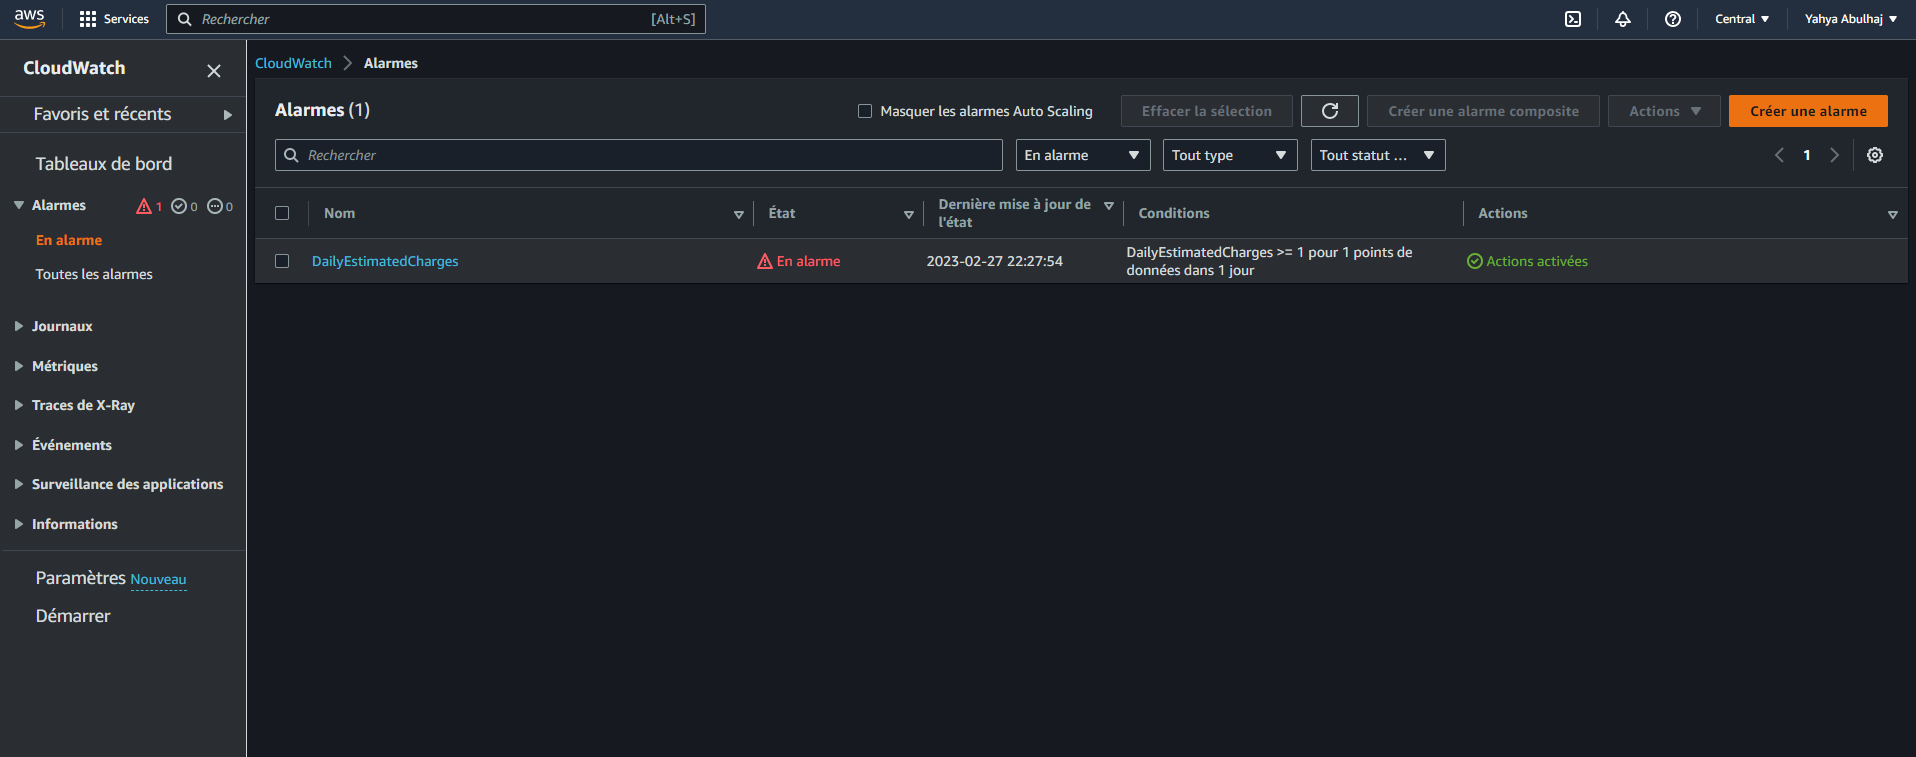 aws
Services
Rechercher
[Alt+S]
Central
Yahya Abulhaj
CloudWatch
Favoris et récents
Tableaux de bord
Alarmes
1
0
0
En alarme
Toutes les alarmes
Journaux
Métriques
Traces de X-Ray
Événements
Surveillance des applications
Informations
Paramètres Nouveau
Démarrer
CloudWatch
Alarmes
Alarmes (1)
Masquer les alarmes Auto Scaling
Effacer la sélection
Créer une alarme composite
Actions
Créer une alarme
Rechercher
En alarme
Tout type
Tout statut ...
1
Nom
État
Dernière mise à jour de
l'état
Conditions
Actions
DailyEstimatedCharges
En alarme
2023-02-27 22:27:54
DailyEstimatedCharges >= 1 pour 1 points de
données dans 1 jour
Actions activées